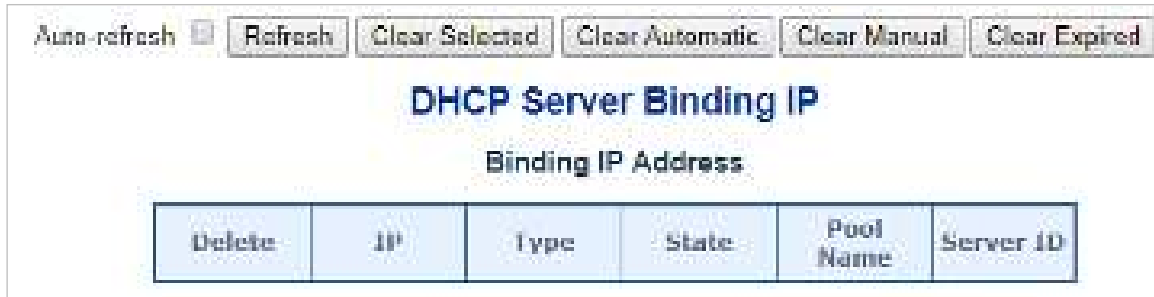 Auto-refresh Refresh Clear Selected Clear Automatic Clear Manual Clear Expired
DHCP Server Binding IP
Binding IP Address
Delete IP Type State Pool Name Server ID